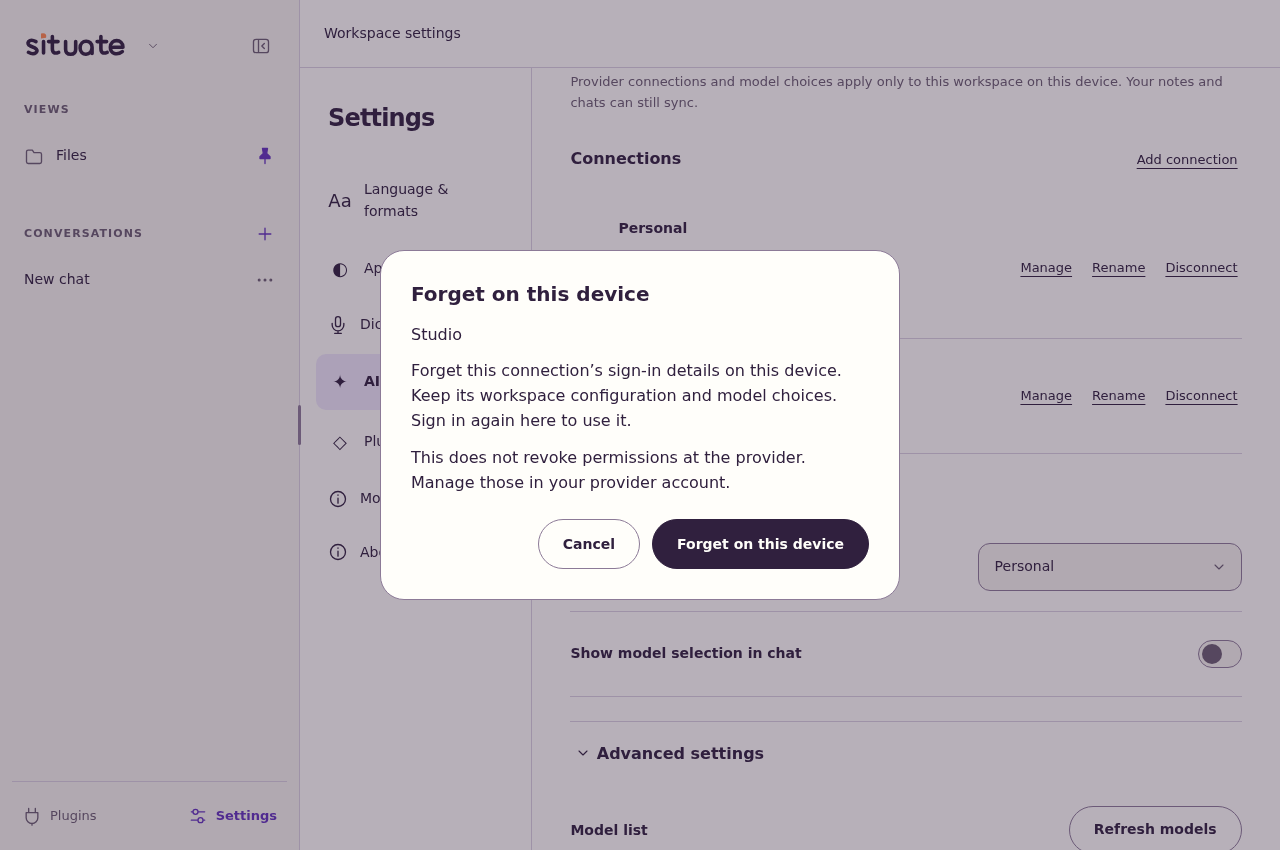 situate
Workspace settings
VIEWS
Files
CONVERSATIONS
New chat
Plugins
Settings
Settings
Aa Language &
formats
AI
Provider connections and model choices apply only to this workspace on this device. Your notes and
chats can still sync.
Connections
Add connection
Personal
Manage Rename Disconnect
Manage Rename Disconnect
Forget on this device
Studio
Forget this connection’s sign-in details on this device.
Keep its workspace configuration and model choices.
Sign in again here to use it.
This does not revoke permissions at the provider.
Manage those in your provider account.
Cancel
Forget on this device
Personal
Show model selection in chat
Advanced settings
Model list
Refresh models